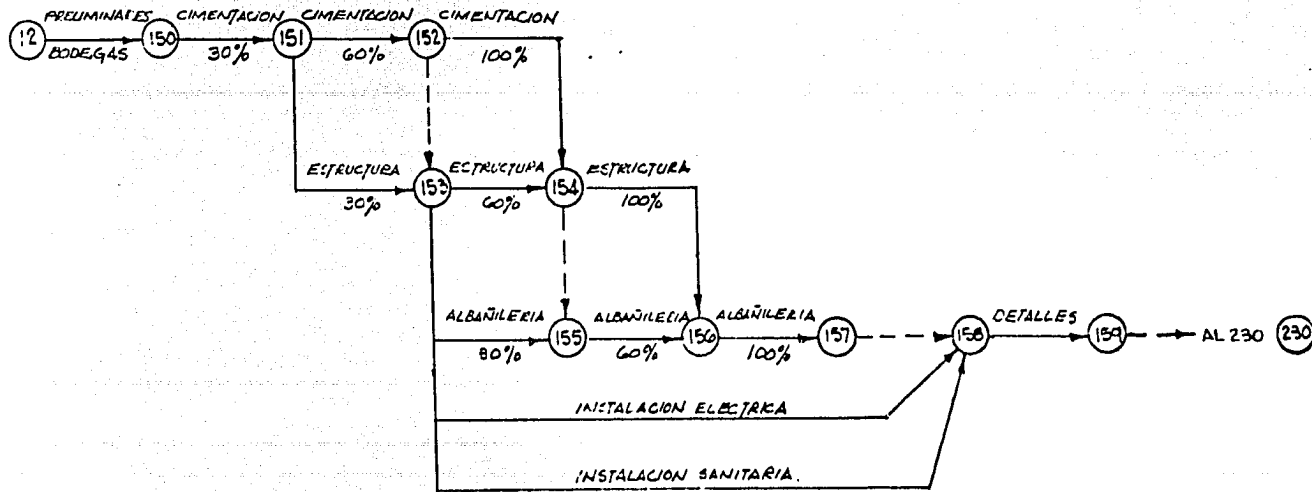 PRELIMINARES CIMENTACION CIMENTACION CIMENTACION
12 150 151 152
BODEGAS 30% 60% 100%
ESTRUCTURA ESTRUCTURA ESTRUCTURA
153 154
30% 60% 100%
ALBAÑILERIA ALBAÑILERIA ALBAÑILERIA DETALLES
155 156 157 158 159 AL 230 230
80% 60% 100%
INSTALACION ELECTRICA
INSTALACION SANITARIA.